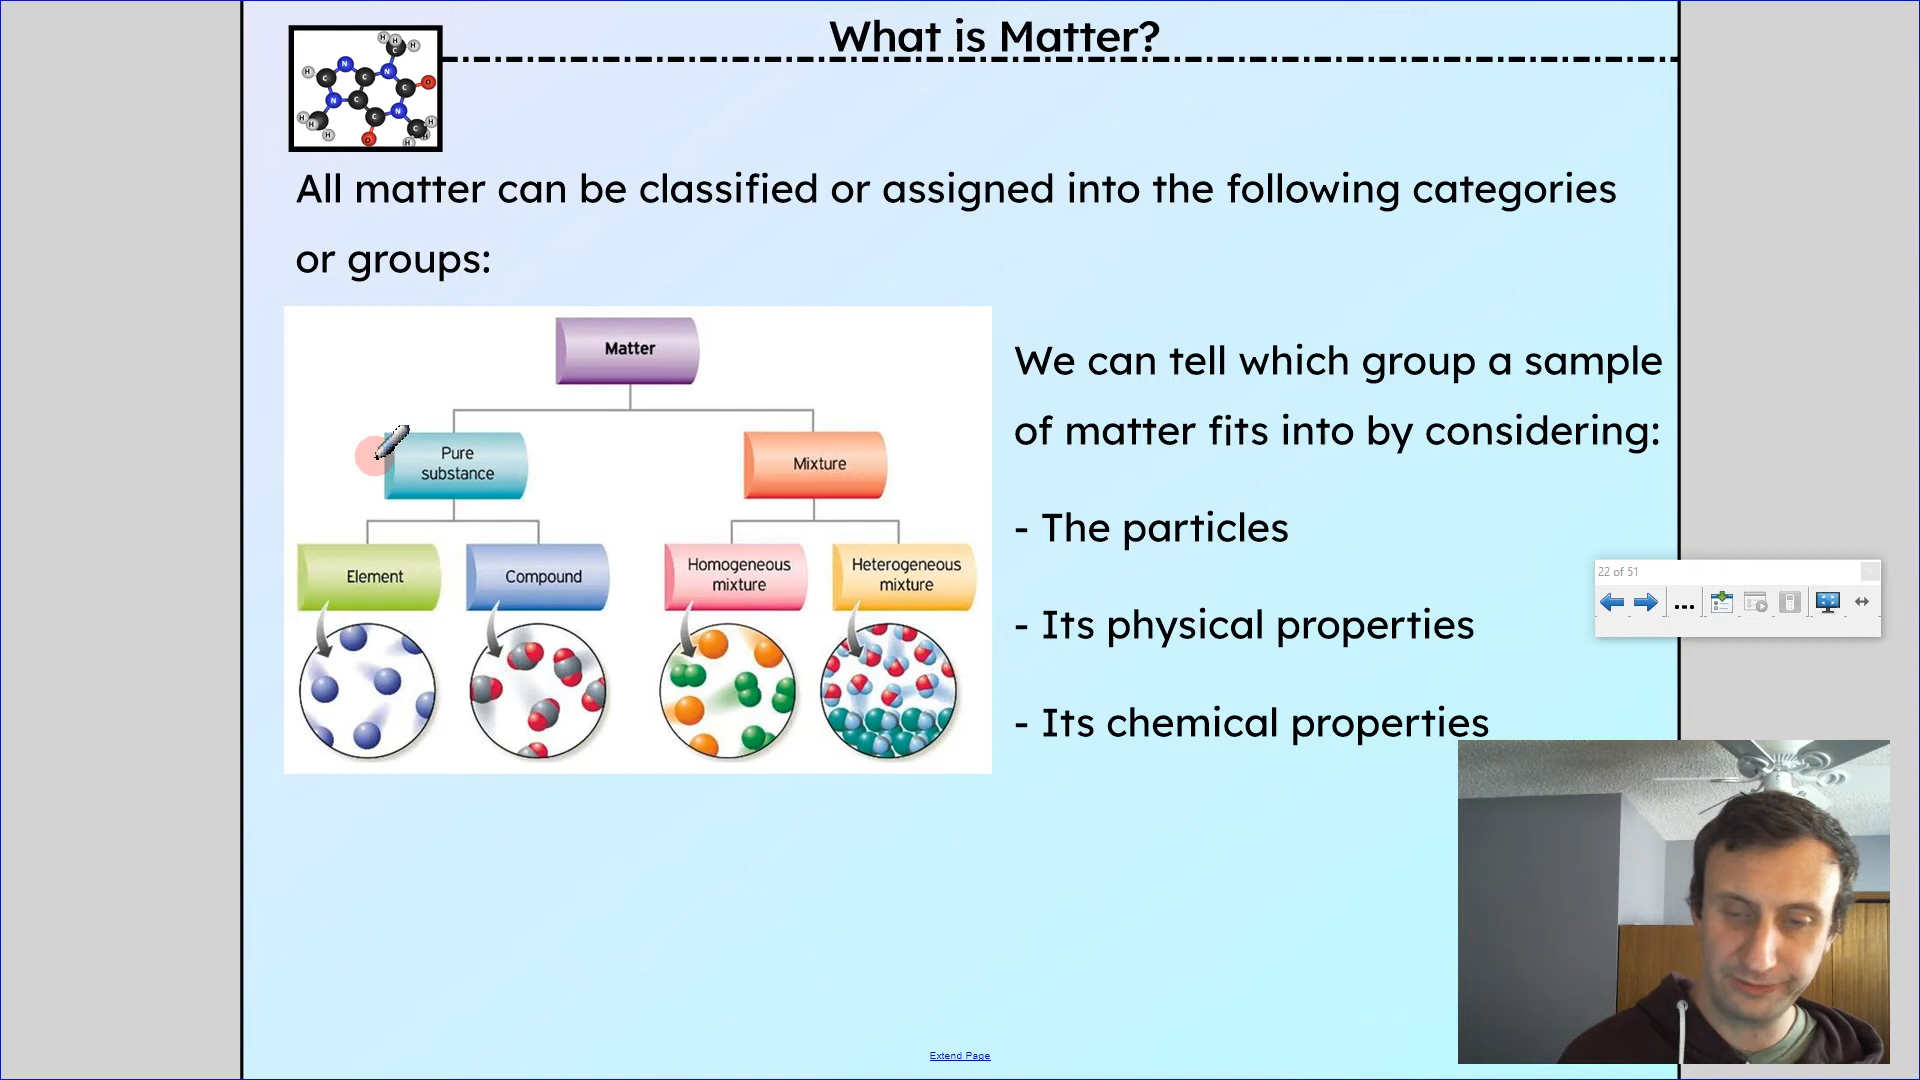 What is Matter?
All matter can be classified or assigned into the following categories
or groups:
Matter
Pure
substance
Mixture
Element
Compound
Homogeneous
mixture
Heterogeneous
mixture
We can tell which group a sample
of matter fits into by considering:
- The particles
- Its physical properties
- Its chemical properties
22 of 51
Extend Page